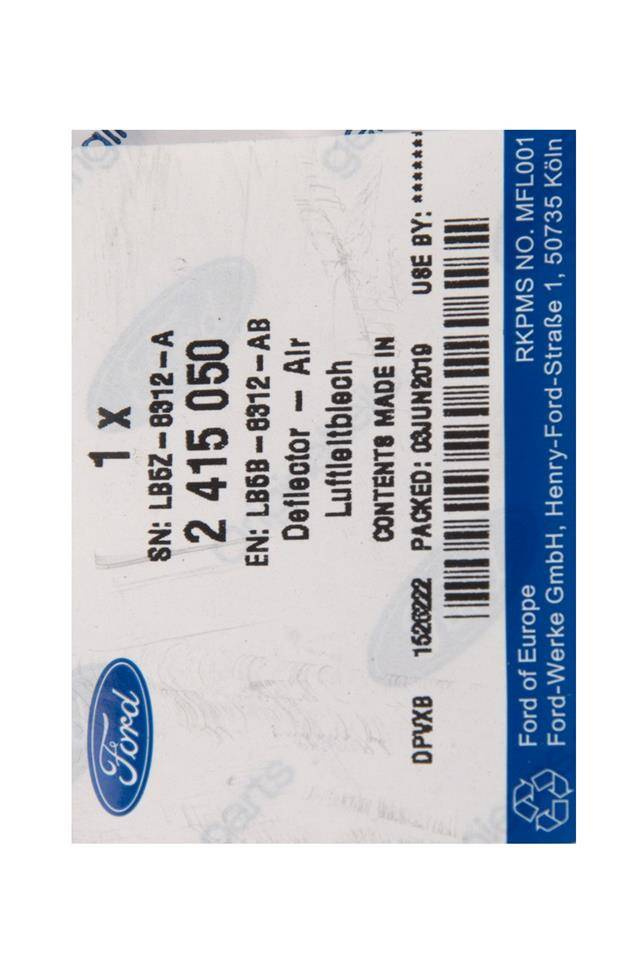 Ford
1 X
SN: LB5Z-8312-A
2 415 050
EN: LB5B-8312-AB
Deflector - Air
Luftleitblech
CONTENTS MADE IN
DPVXB 1526222 PACKED: 03JUN2019 USE BY: *******
RKPMS NO. MFL001
Ford of Europe
Ford-Werke GmbH, Henry-Ford-Straße 1, 50735 Köln
parts